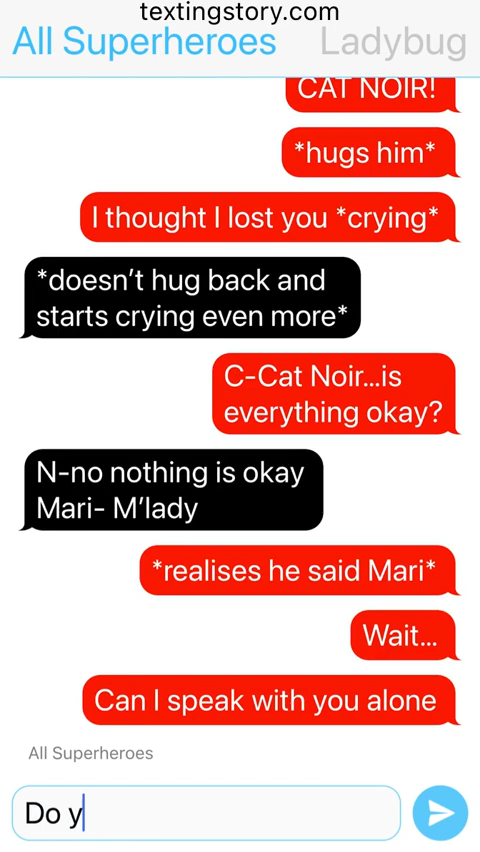 textingstory.com
All Superheroes Ladybug
CAT NOIR!
*hugs him*
I thought I lost you *crying*
*doesn’t hug back and
starts crying even more*
C-Cat Noir...is
everything okay?
N-no nothing is okay
Mari- M’lady
*realises he said Mari*
Wait...
Can I speak with you alone
All Superheroes
Do y